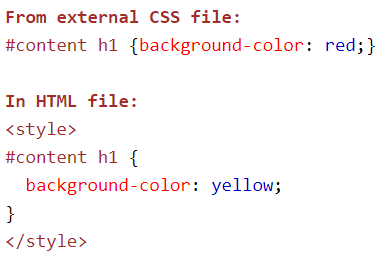 From external CSS file:
#content h1 {background-color: red;}
In HTML file:
<style>
#content h1 {
  background-color: yellow;
}
</style>